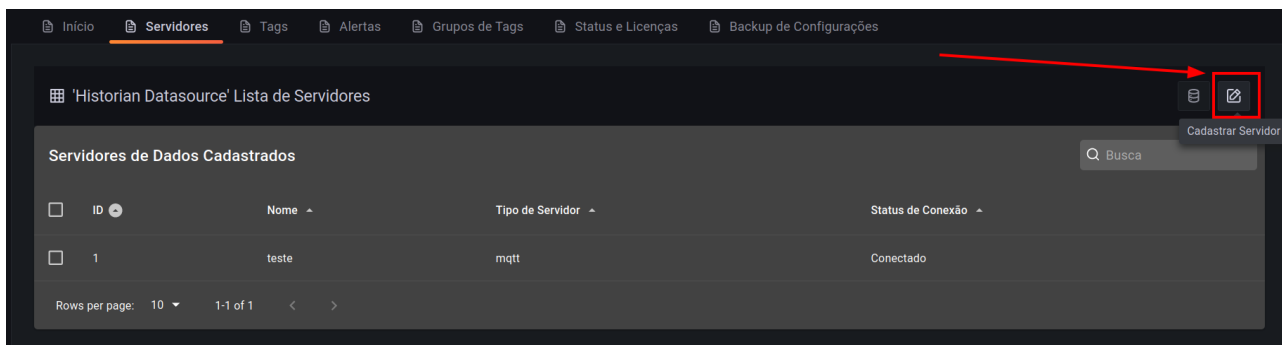 Início Servidores Tags Alertas Grupos de Tags Status e Licenças Backup de Configurações
'Historian Datasource' Lista de Servidores
Cadastrar Servidor
Servidores de Dados Cadastrados
Busca
ID Nome Tipo de Servidor Status de Conexão
1 teste mqtt Conectado
Rows per page: 10 1-1 of 1